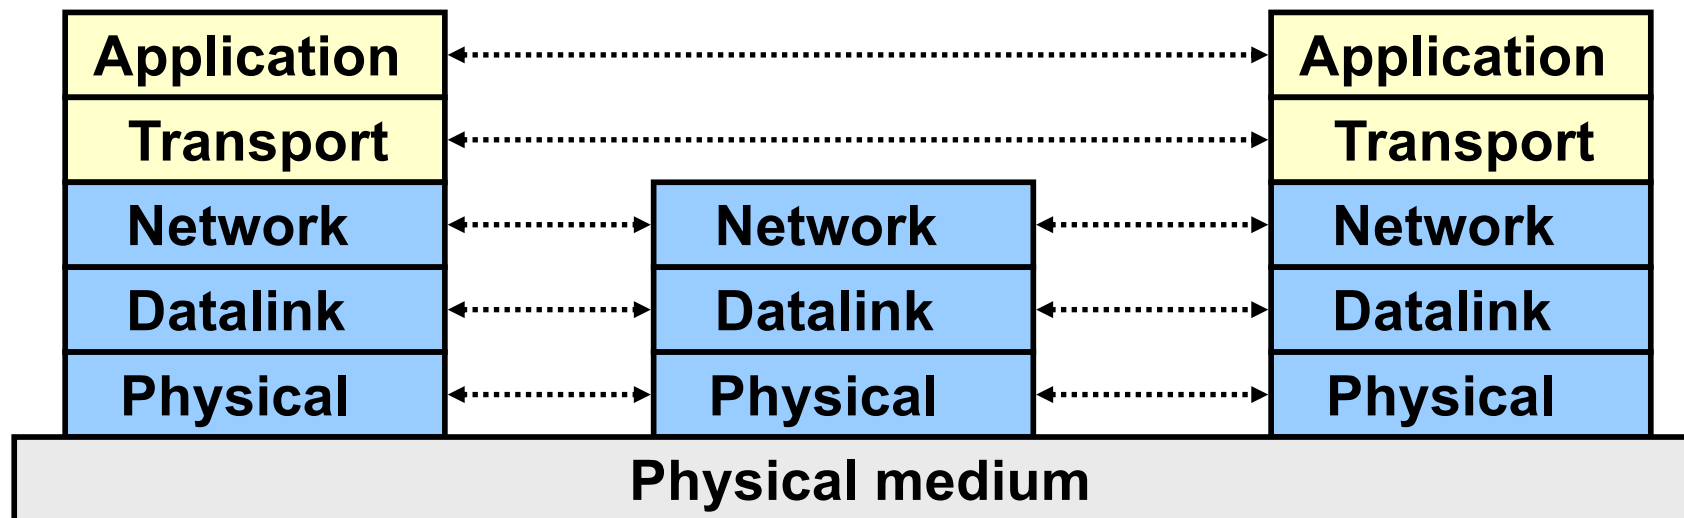 Application Application
Transport Transport
Network Network Network
Datalink Datalink Datalink
Physical Physical Physical
Physical medium